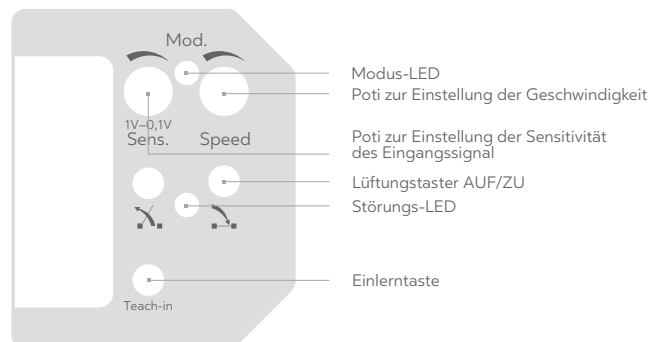 Mod.
1V–0,1V
Sens.
Speed
Teach-in
Modus-LED
Poti zur Einstellung der Geschwindigkeit
Poti zur Einstellung der Sensitivität
des Eingangssignal
Lüftungstaster AUF/ZU
Störungs-LED
Einlerntaste